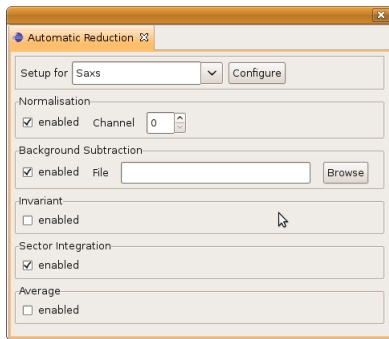 Automatic Reduction
Setup for Saxs Configure
Normalisation
enabled Channel 0
Background Subtraction
enabled File Browse
Invariant
enabled
Sector Integration
enabled
Average
enabled